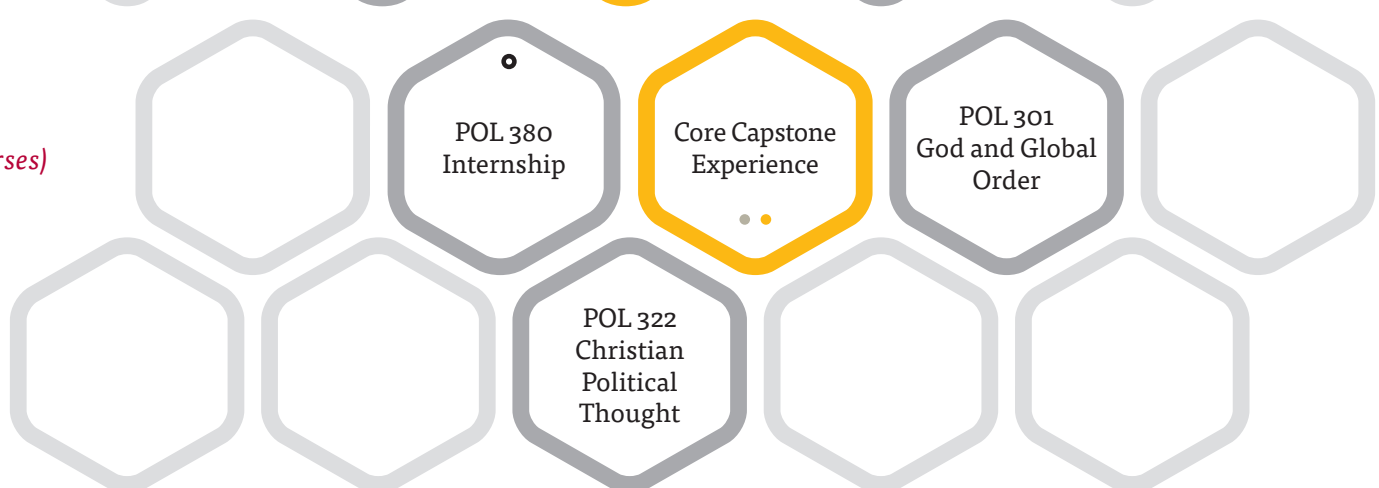 rses)
POL 380
Internship
Core Capstone
Experience
POL 301
God and Global
Order
POL 322
Christian
Political
Thought